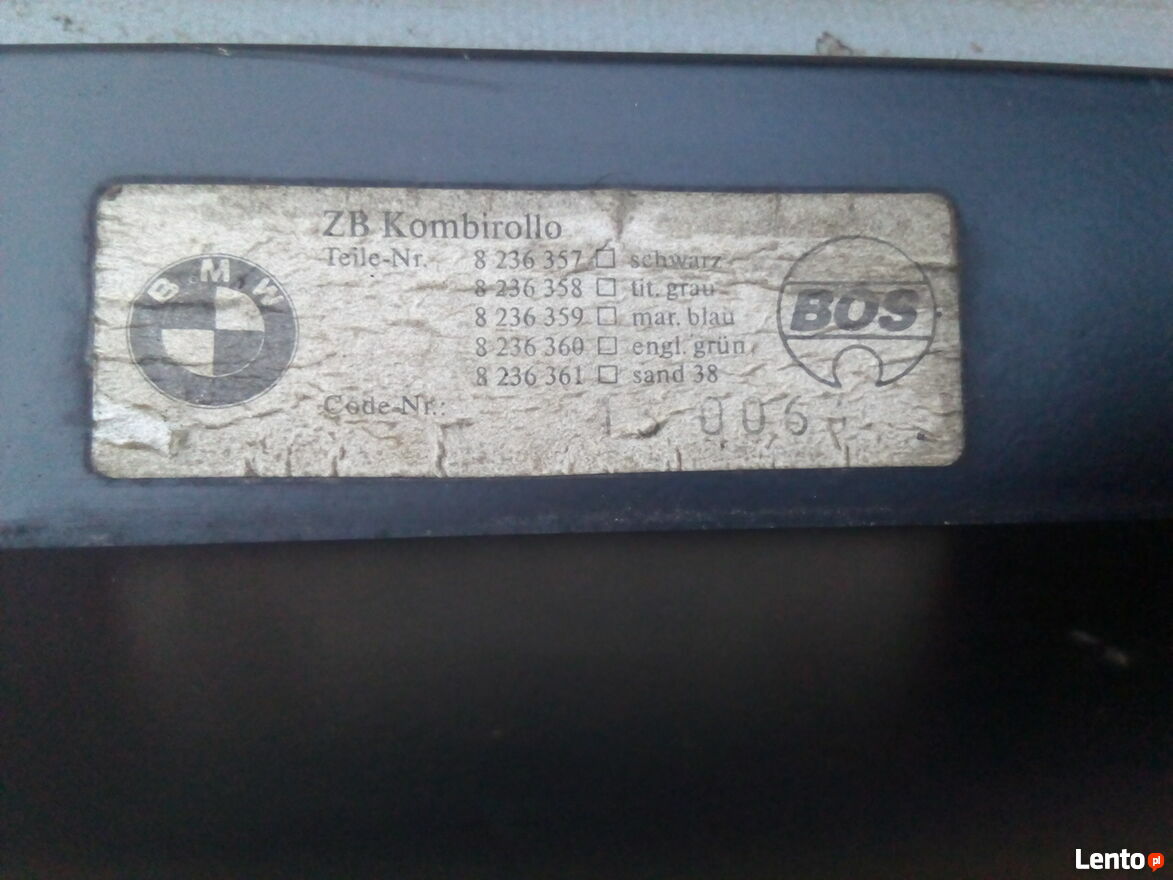 BMW
ZB Kombirollo
Teile-Nr. 8 236 357 □ schwarz
8 236 358 □ tit. grau
8 236 359 □ mar. blau
8 236 360 □ engl. grün
8 236 361 □ sand 38
Code-Nr.: 006
BOS
Lento.pl